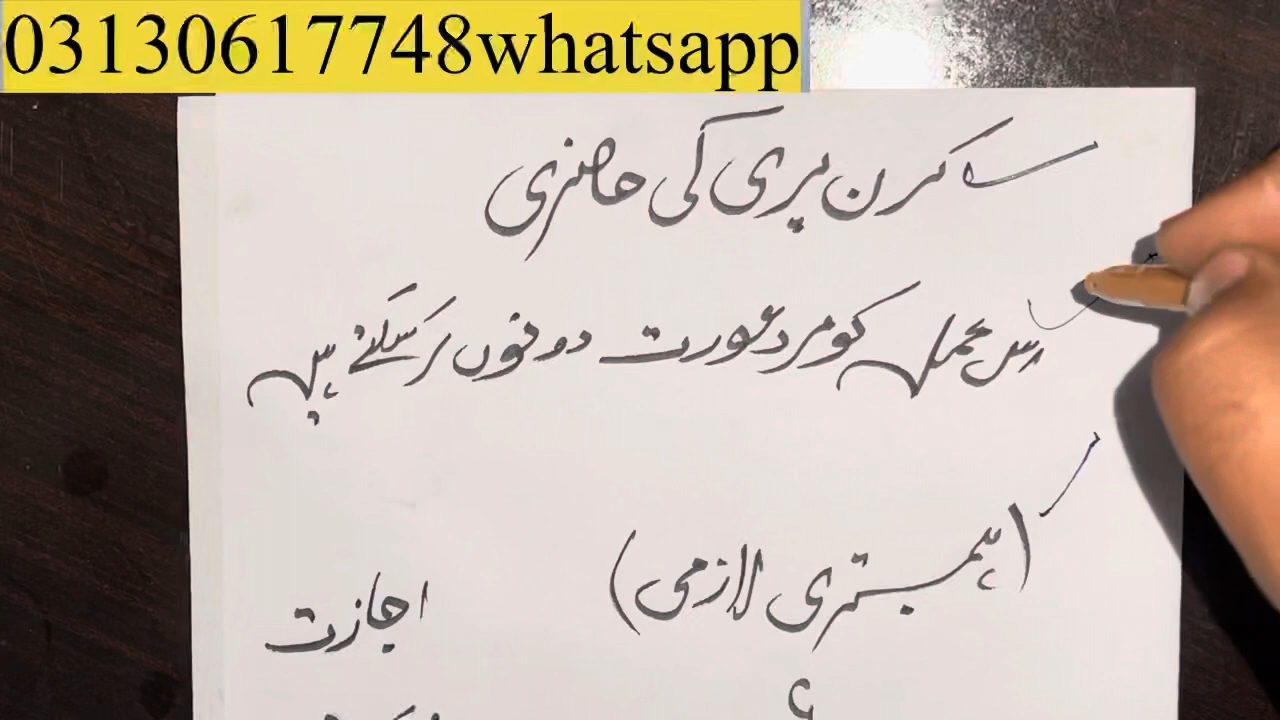 03130617748whatsapp
کرن پری کی حاضری
اس عمل کو مرد عورت دونوں کر سکتے ہیں
(ہمبستری لازمی)
اجازت